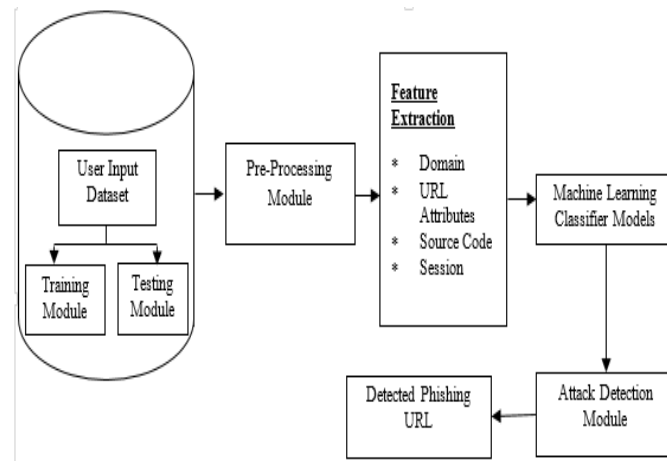 User Input
Dataset
Training
Module
Testing
Module
Pre-Processing
Module
Feature
Extraction
* Domain
* URL
Attributes
* Source Code
* Session
Machine Learning
Classifier Models
Attack Detection
Module
Detected Phishing
URL